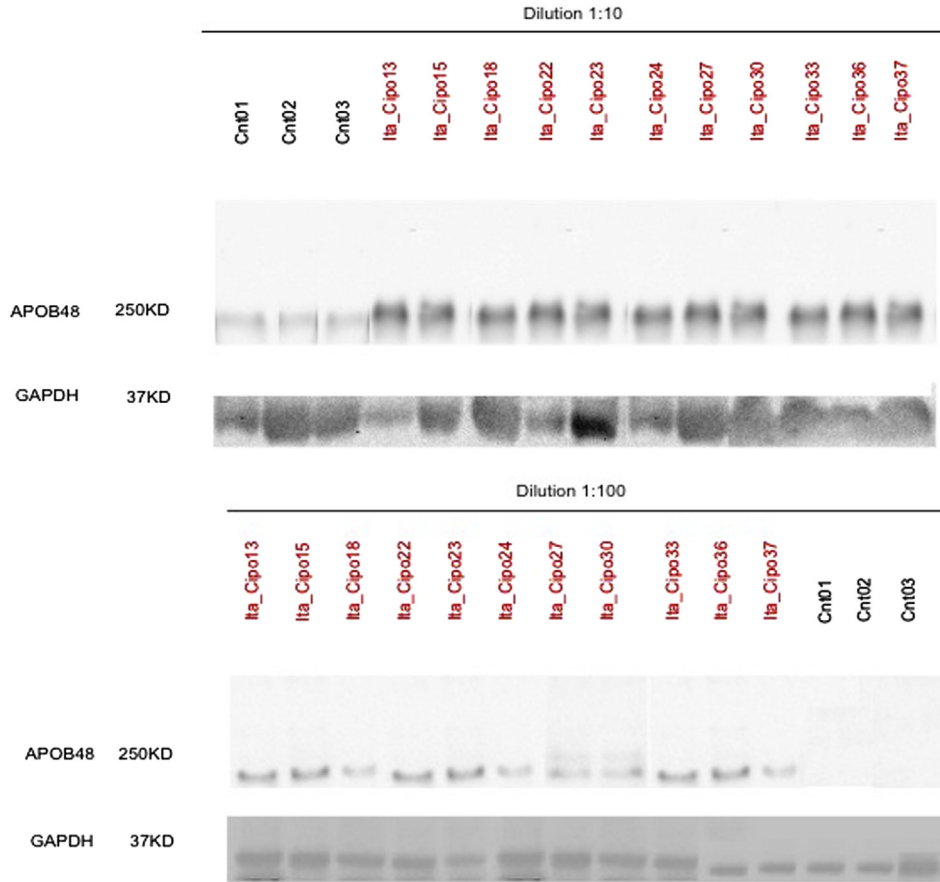 Dilution 1:10
Cnt01 Cnt02 Cnt03 Ita_Cipo13 Ita_Cipo15 Ita_Cipo18 Ita_Cipo22 Ita_Cipo23 Ita_Cipo24 Ita_Cipo27 Ita_Cipo30 Ita_Cipo33 Ita_Cipo36 Ita_Cipo37
APOB48 250KD
GAPDH 37KD
Dilution 1:100
Ita_Cipo13 Ita_Cipo15 Ita_Cipo18 Ita_Cipo22 Ita_Cipo23 Ita_Cipo24 Ita_Cipo27 Ita_Cipo30 Ita_Cipo33 Ita_Cipo36 Ita_Cipo37 Cnt01 Cnt02 Cnt03
APOB48 250KD
GAPDH 37KD